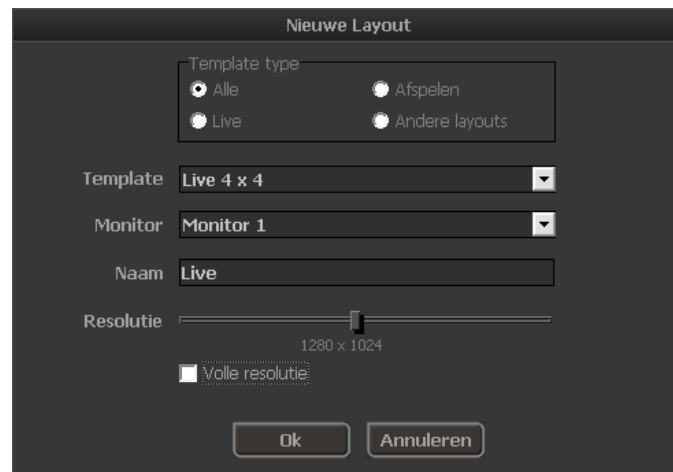 Nieuwe Layout
Template type
Alle
Afspelen
Live
Andere layouts
Template Live 4 x 4
Monitor Monitor 1
Naam Live
Resolutie
1280 x 1024
Volle resolutie
Ok Annuleren